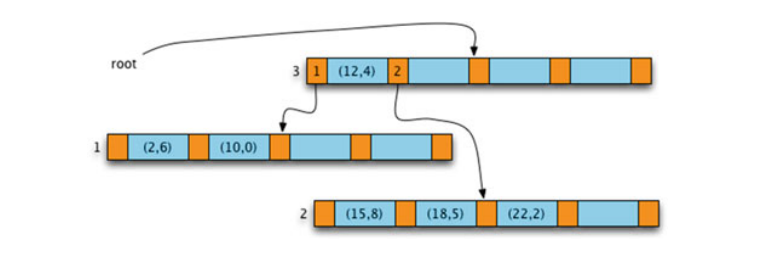 root
3 1 (12,4) 2
1 (2,6) (10,0)
2 (15,8) (18,5) (22,2)